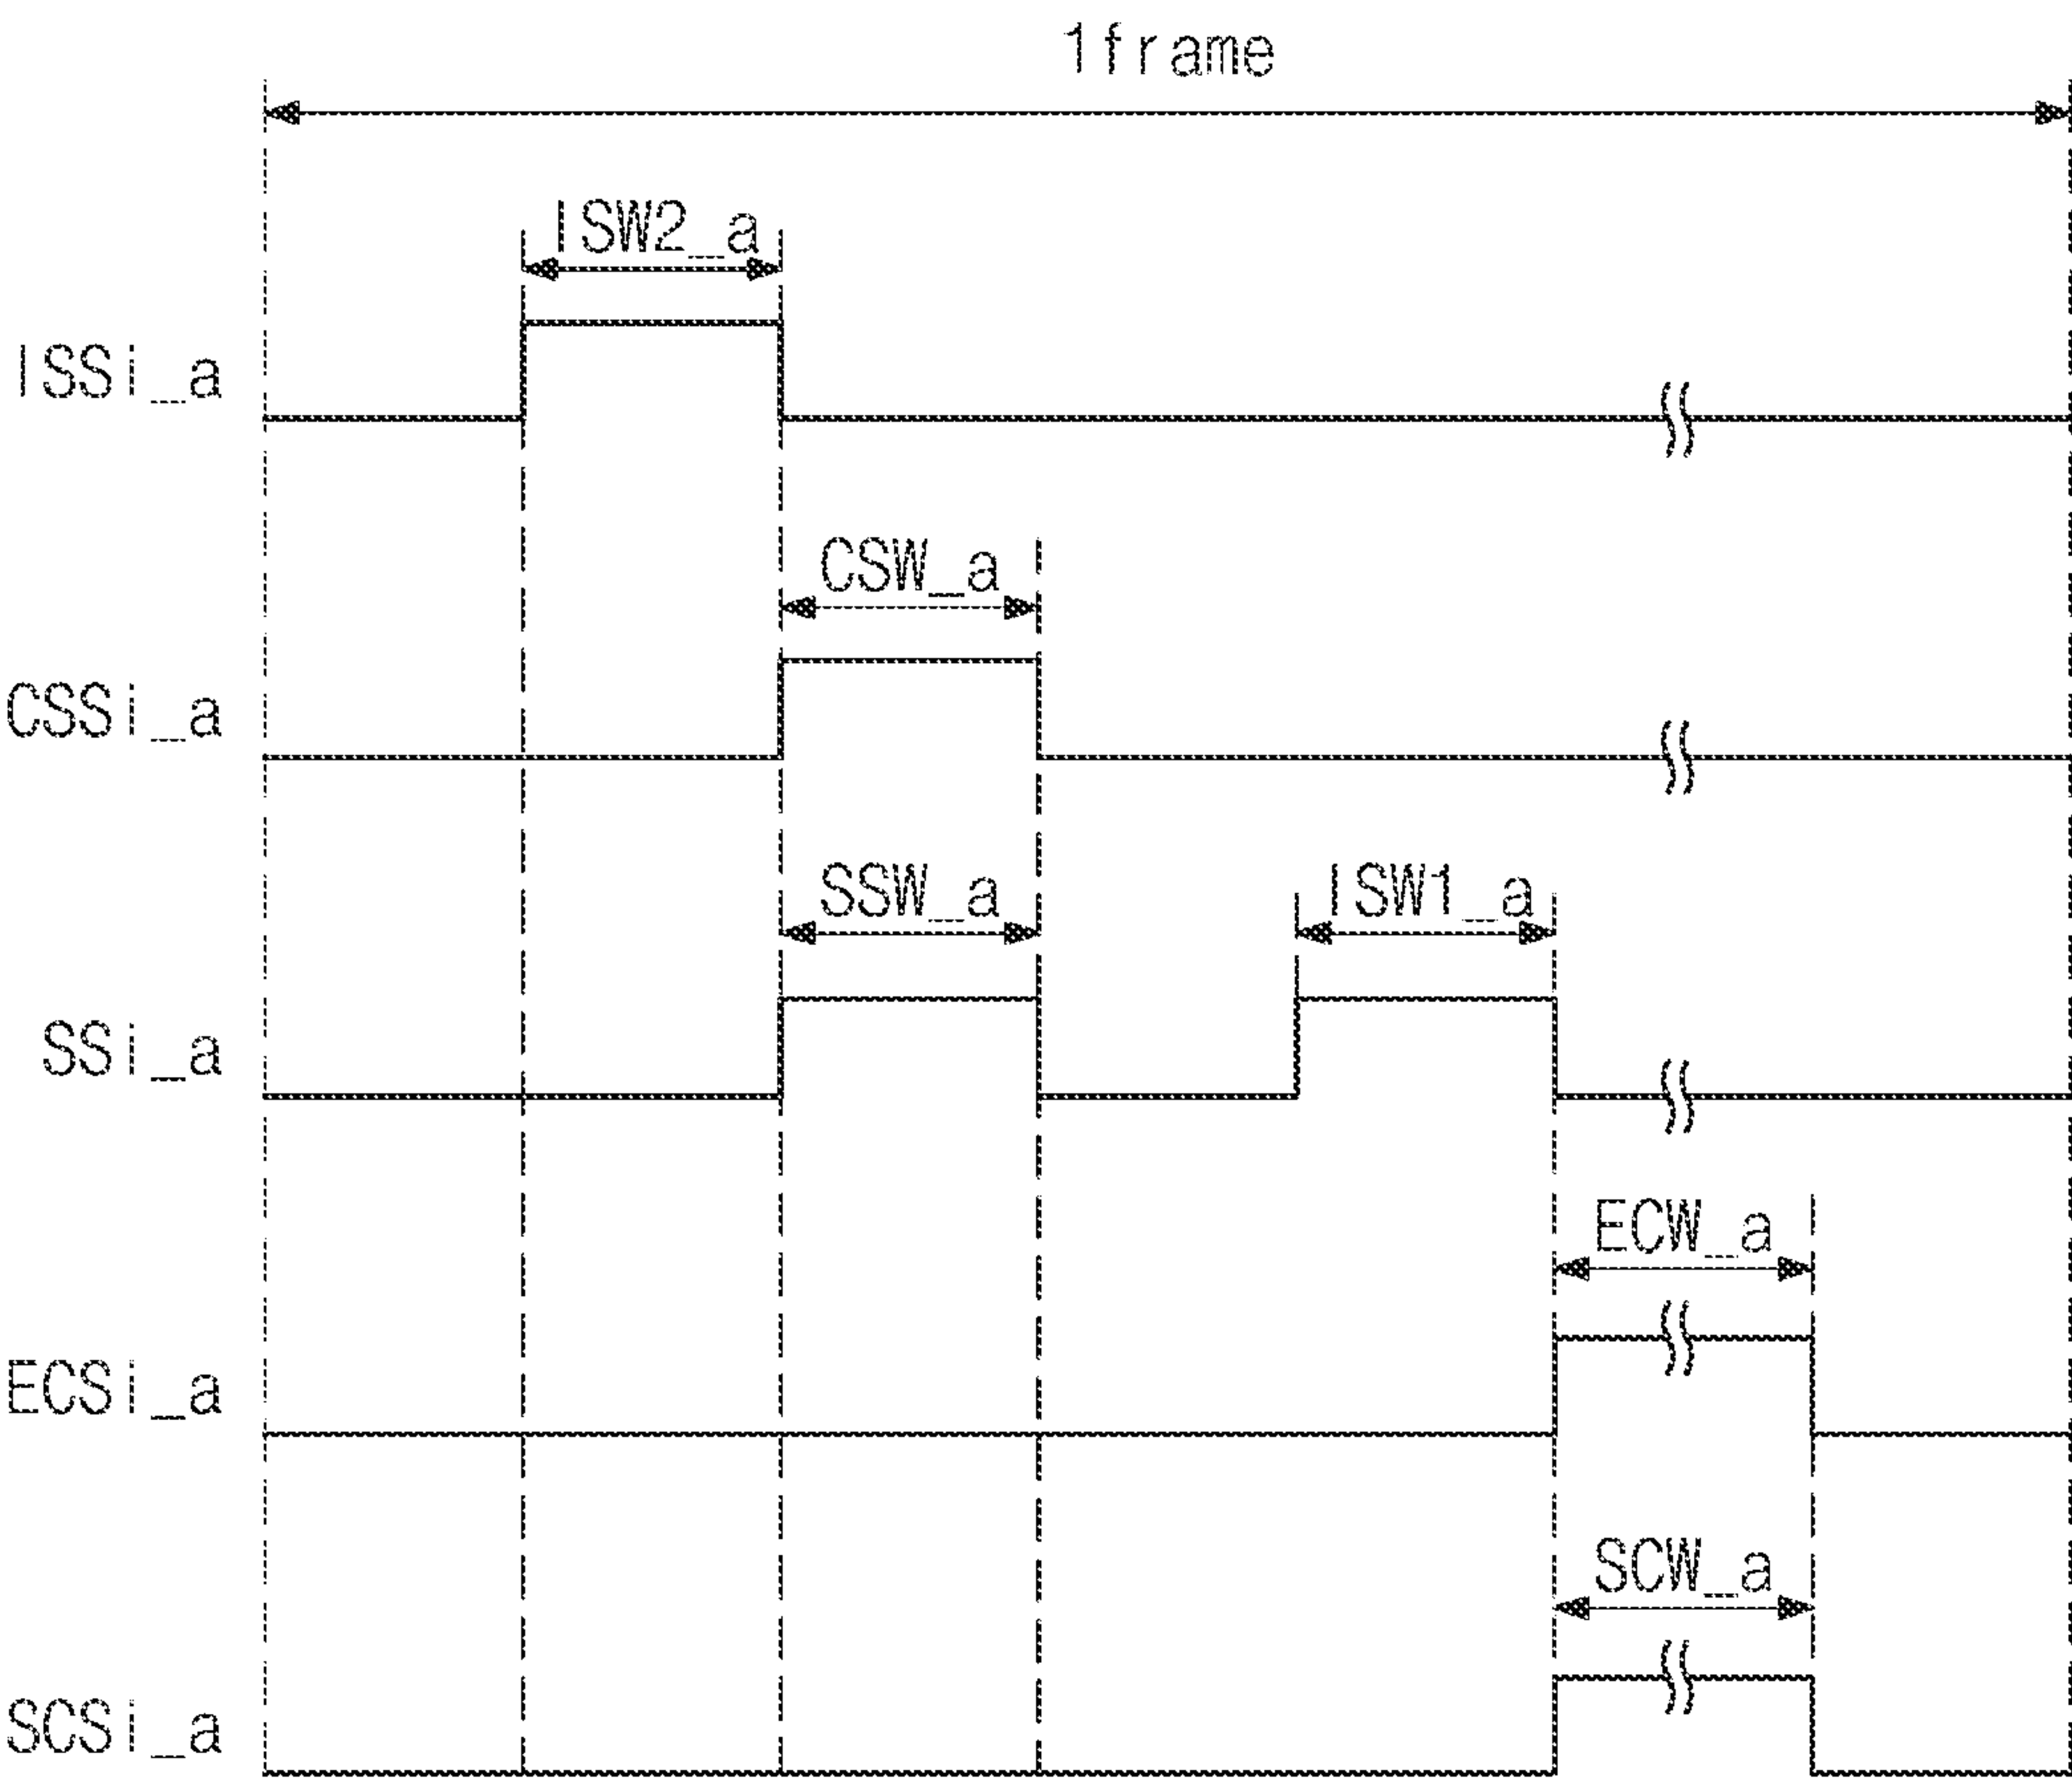 1frame
ISW2_a
ISSi_a
CSW_a
CSSi_a
SSW_a
ISW1_a
SSi_a
ECW_a
ECSi_a
SCW_a
SCSi_a